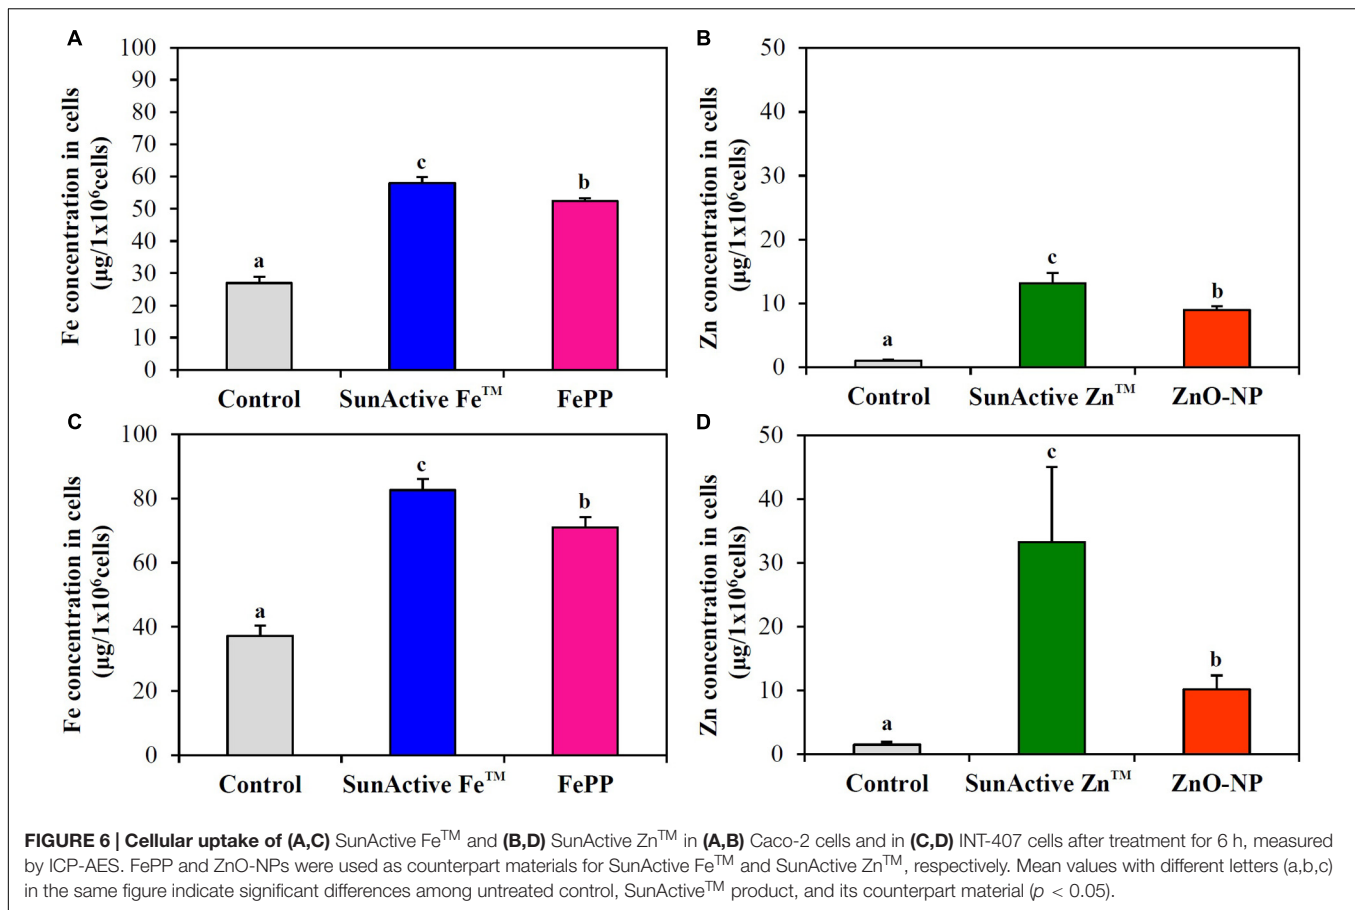 A
Fe concentration in cells
(µg/1x10⁶cells)
100
90
80
70
60
50
40
30
20
10
0
a
c
b
Control
SunActive Fe™
FePP
B
Zn concentration in cells
(µg/1x10⁶cells)
50
40
30
20
10
0
a
c
b
Control
SunActive Zn™
ZnO-NP
C
Fe concentration in cells
(µg/1x10⁶cells)
100
80
60
40
20
0
a
c
b
Control
SunActive Fe™
FePP
D
Zn concentration in cells
(µg/1x10⁶cells)
50
40
30
20
10
0
a
c
b
Control
SunActive Zn™
ZnO-NP
FIGURE 6 | Cellular uptake of (A,C) SunActive Fe™ and (B,D) SunActive Zn™ in (A,B) Caco-2 cells and in (C,D) INT-407 cells after treatment for 6 h, measured
by ICP-AES. FePP and ZnO-NPs were used as counterpart materials for SunActive Fe™ and SunActive Zn™, respectively. Mean values with different letters (a,b,c)
in the same figure indicate significant differences among untreated control, SunActive™ product, and its counterpart material (p < 0.05).